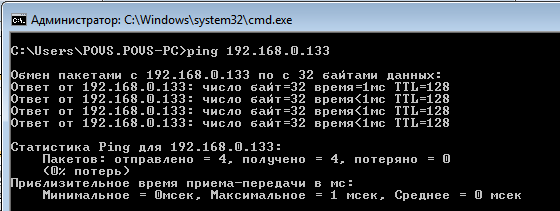 Администратор: C:\Windows\system32\cmd.exe
C:\Users\POVS.POVS-PC>ping 192.168.0.133
Обмен пакетами с 192.168.0.133 по с 32 байтами данных:
Ответ от 192.168.0.133: число байт=32 время=1мс TTL=128
Ответ от 192.168.0.133: число байт=32 время<1мс TTL=128
Ответ от 192.168.0.133: число байт=32 время<1мс TTL=128
Ответ от 192.168.0.133: число байт=32 время<1мс TTL=128
Статистика Ping для 192.168.0.133:
Пакетов: отправлено = 4, получено = 4, потеряно = 0
(0% потерь)
Приблизительное время приема-передачи в мс:
Минимальное = 0мсек, Максимальное = 1 мсек, Среднее = 0 мсек